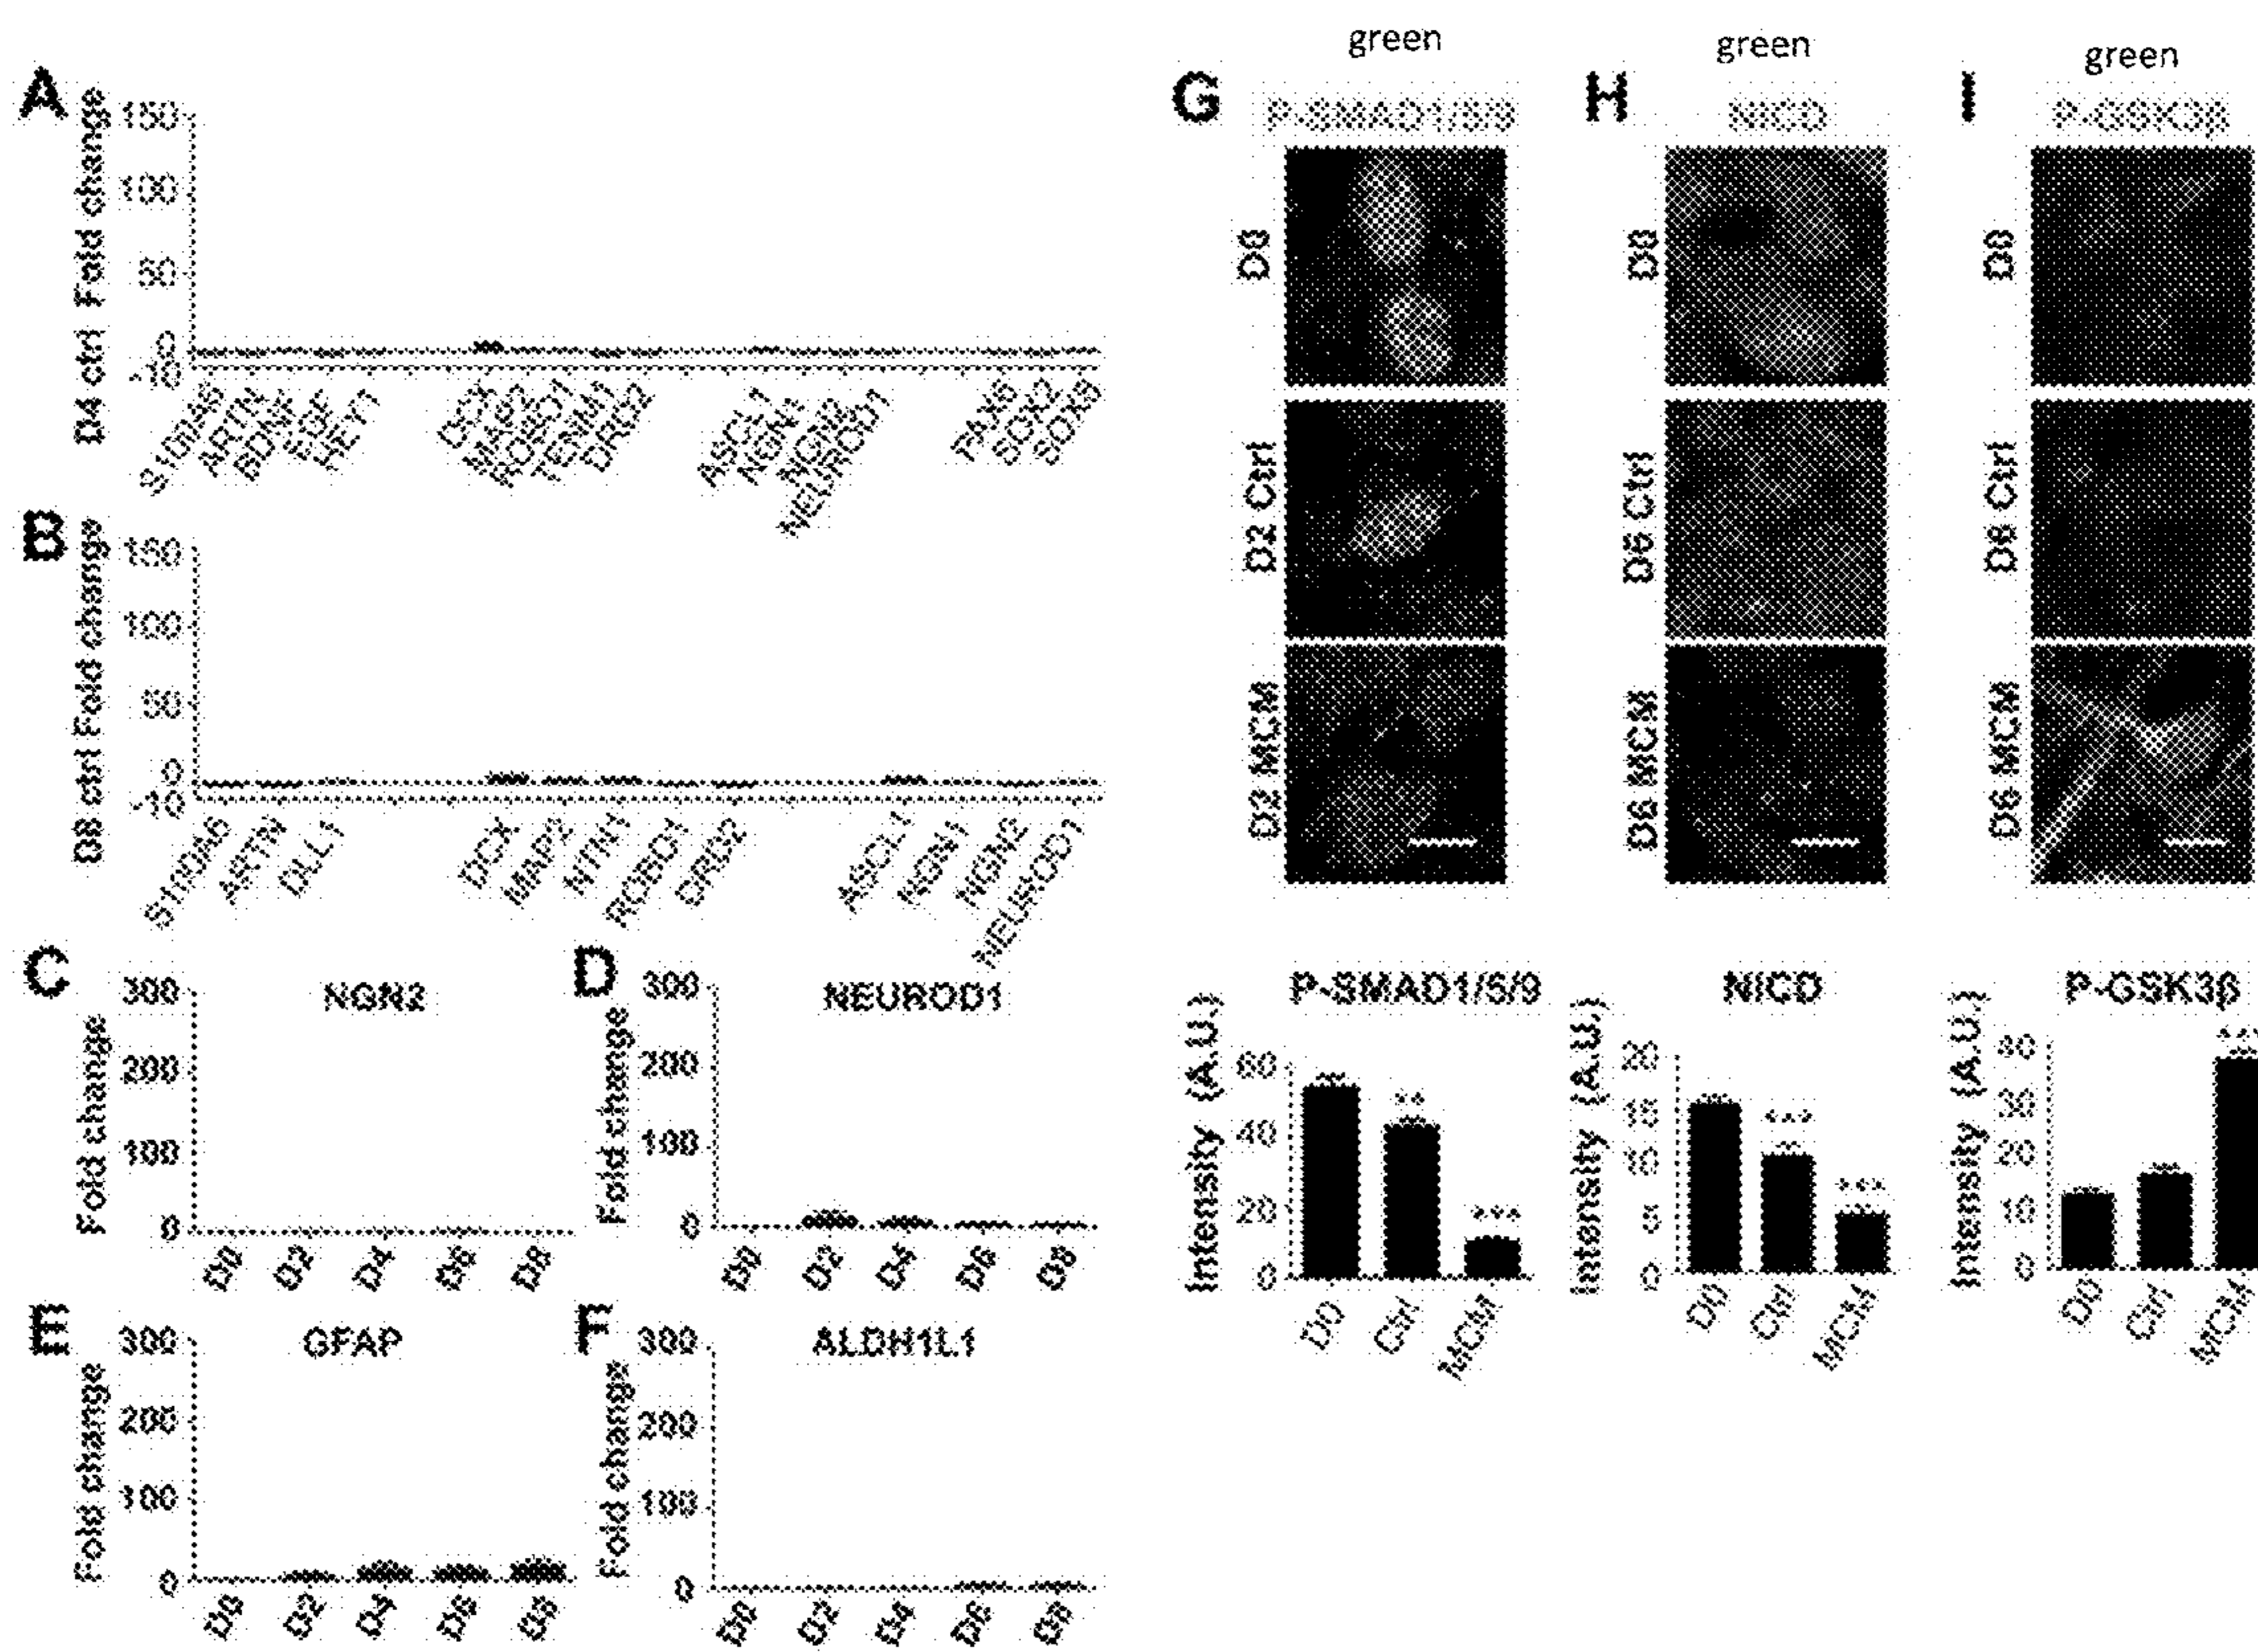 A
D4 ctrl Fold change
150
100
50
0
-10
S100A6
ARTN
BDNF
EGF
HEY1
DCX
MAP2
ROBO1
TENM1
DRD2
ASCL1
NGN1
NGN2
NEUROD1
PAX6
SOX2
SOX9
B
D8 ctrl Fold change
150
100
50
0
-10
S100A6
ARTN
DLL1
DCX
MAP2
NTN1
ROBO1
DRD2
ASCL1
NGN1
NGN2
NEUROD1
C
NGN2
Fold change
300
200
100
0
D0 D2 D4 D6 D8
D
NEUROD1
Fold change
300
200
100
0
D0 D2 D4 D6 D8
E
GFAP
Fold change
300
200
100
0
D0 D2 D4 D6 D8
F
ALDH1L1
Fold change
300
200
100
0
D0 D2 D4 D6 D8
green
G
P-SMAD1/5/9
D0
D2 Ctrl
D2 MCM
P-SMAD1/5/9
Intensity (A.U.)
60
40
20
0
**
***
D0 Ctrl MCM
green
H
NICD
D0
D6 Ctrl
D6 MCM
NICD
Intensity (A.U.)
20
15
5
0
***
***
D0 Ctrl MCM
green
I
P-GSK3β
D0
D6 Ctrl
D6 MCM
P-GSK3β
Intensity (A.U.)
40
30
20
10
0
D0 Ctrl MCM